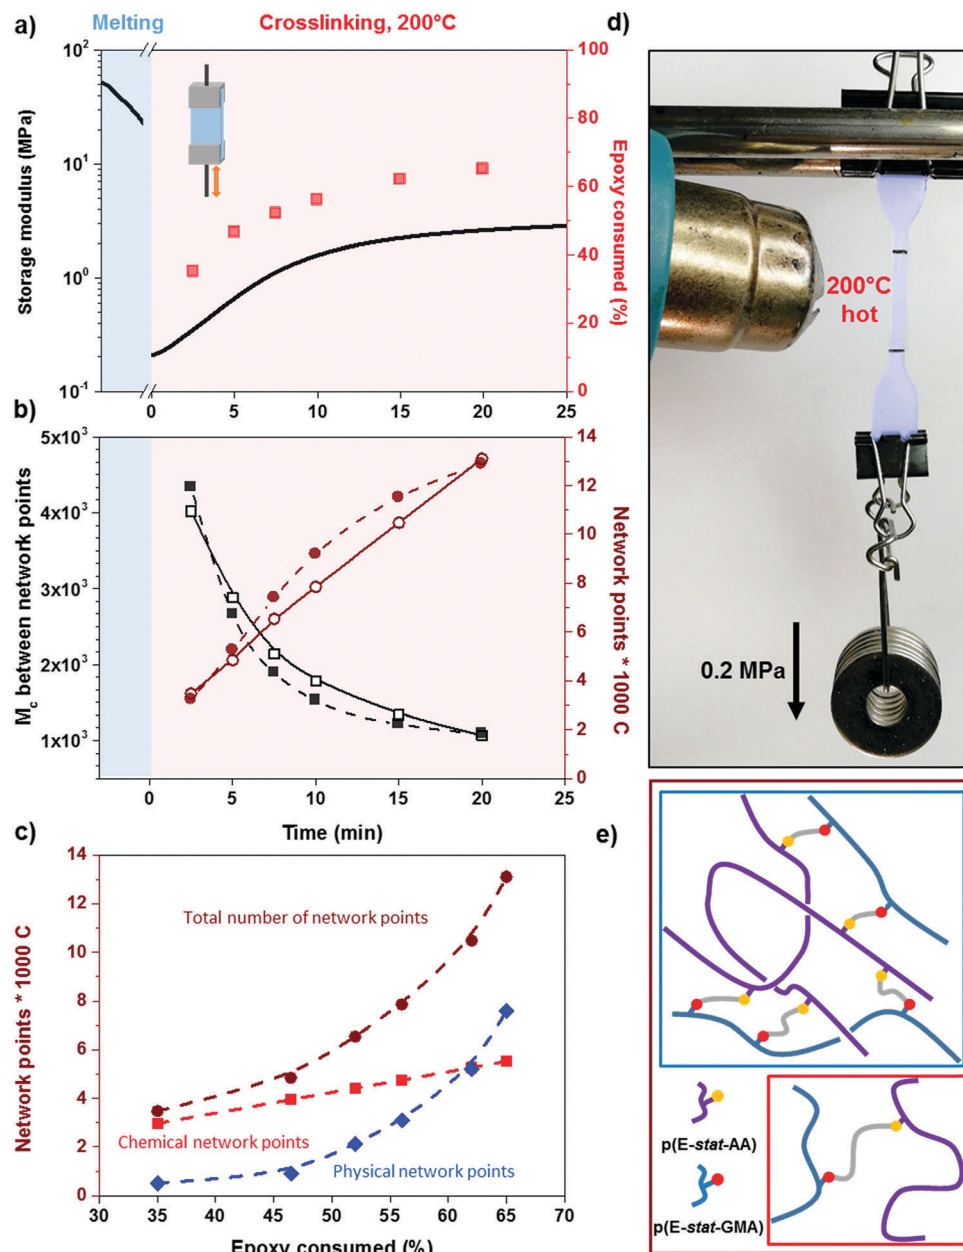 a)
Melting
Crosslinking, 200°C
10²
10¹
10⁰
10⁻¹
Storage modulus (MPa)
100
80
60
40
20
0
Epoxy consumed (%)
0
5
10
15
20
25
b)
5x10³
4x10³
3x10³
2x10³
1x10³
M_c between network points
14
12
10
8
6
4
2
0
Network points * 1000 C
0
5
10
15
20
25
Time (min)
c)
14
12
10
8
6
4
2
0
Network points * 1000 C
Total number of network points
Chemical network points
Physical network points
30
35
40
45
50
55
60
65
70
Epoxy consumed (%)
d)
200°C
hot
0.2 MPa
e)
p(E-stat-AA)
p(E-stat-GMA)